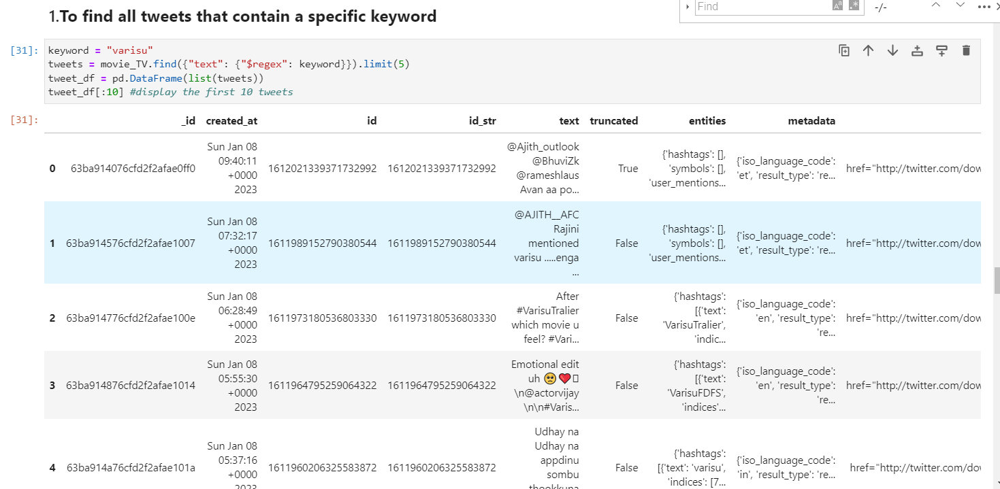 Find
-/-
1.To find all tweets that contain a specific keyword
[31]:
keyword = "varisu"
tweets = movie_TV.find({"text": {"$regex": keyword}}).limit(5)
tweet_df = pd.DataFrame(list(tweets))
tweet_df[:10] #display the first 10 tweets
[31]:
_id created_at id id_str text truncated entities metadata
0 63ba914076cfd2f2afae0ff0
Sun Jan 08
09:40:11
+0000
2023
1612021339371732992 1612021339371732992
@Ajith_outlook
@BhuviZk
@rameshlaus
Avan aa po...
True
{'hashtags': [],
'symbols': [],
'user_mentions...
{'iso_language_code':
'et', 'result_type': 're...
href="http://twitter.com/dow
1 63ba914576cfd2f2afae1007
Sun Jan 08
07:32:17
+0000
2023
1611989152790380544 1611989152790380544
@AJITH__AFC
Rajini
mentioned
varisu .....enga
...
False
{'hashtags': [],
'symbols': [],
'user_mentions...
{'iso_language_code':
'et', 'result_type': 're...
href="http://twitter.com/dow
2 63ba914776cfd2f2afae100e
Sun Jan 08
06:28:49
+0000
2023
1611973180536803330 1611973180536803330
After
#VarisuTralier
which movie u
feel? #Vari...
False
{'hashtags':
[{'text':
'VarisuTralier',
'indic...
{'iso_language_code':
'en', 'result_type':
're...
href="http://twitter.com/dow
3 63ba914876cfd2f2afae1014
Sun Jan 08
05:55:30
+0000
2023
1611964795259064322 1611964795259064322
Emotional edit
uh 🥺❤️
\n@actorvijay
\n\n#Varis...
False
{'hashtags':
[{'text':
'VarisuFDFS',
'indices'...
{'iso_language_code':
'en', 'result_type':
're...
href="http://twitter.com/dow
4 63ba914a76cfd2f2afae101a
Sun Jan 08
05:37:16
+0000
2023
1611960206325583872 1611960206325583872
Udhay na
Udhay na
appdinu
sombu
thookkuna
False
{'hashtags':
[{'text': 'varisu',
'indices': [7...
{'iso_language_code':
'in', 'result_type': 're...
href="http://twitter.com/dov